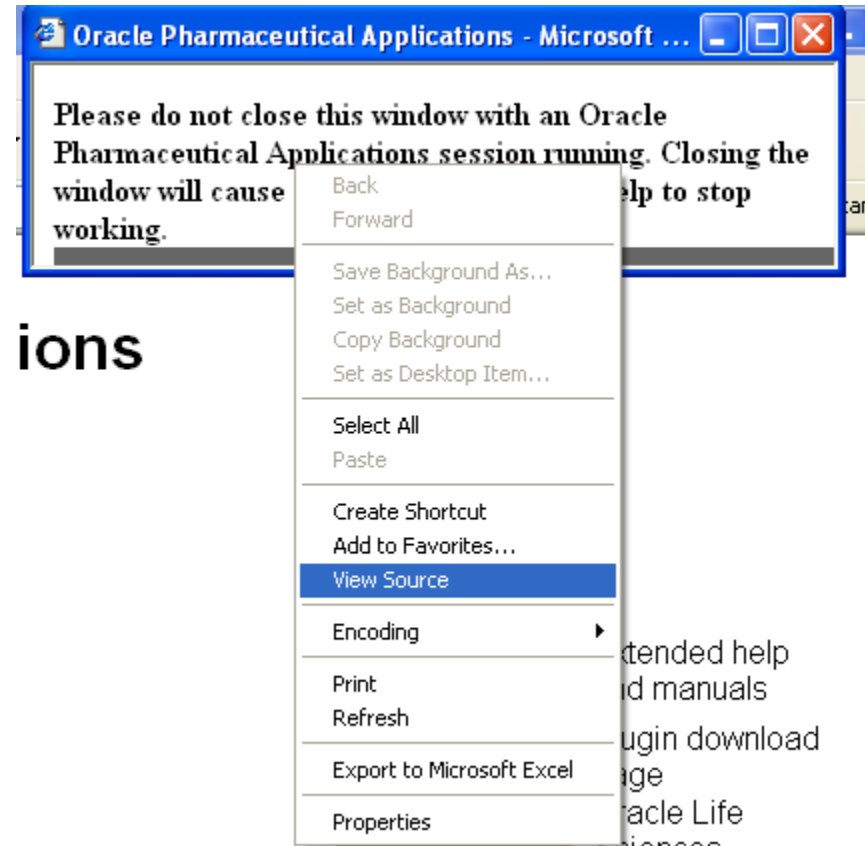 Oracle Pharmaceutical Applications - Microsoft ...
Please do not close this window with an Oracle
Pharmaceutical Applications session running. Closing the
window will cause elp to stop
working.
Back
Forward
Save Background As...
Set as Background
Copy Background
Set as Desktop Item...
Select All
Paste
Create Shortcut
Add to Favorites...
View Source
Encoding
Print
Refresh
Export to Microsoft Excel
Properties
ions
tended help
d manuals
ugin download
ge
racle Life